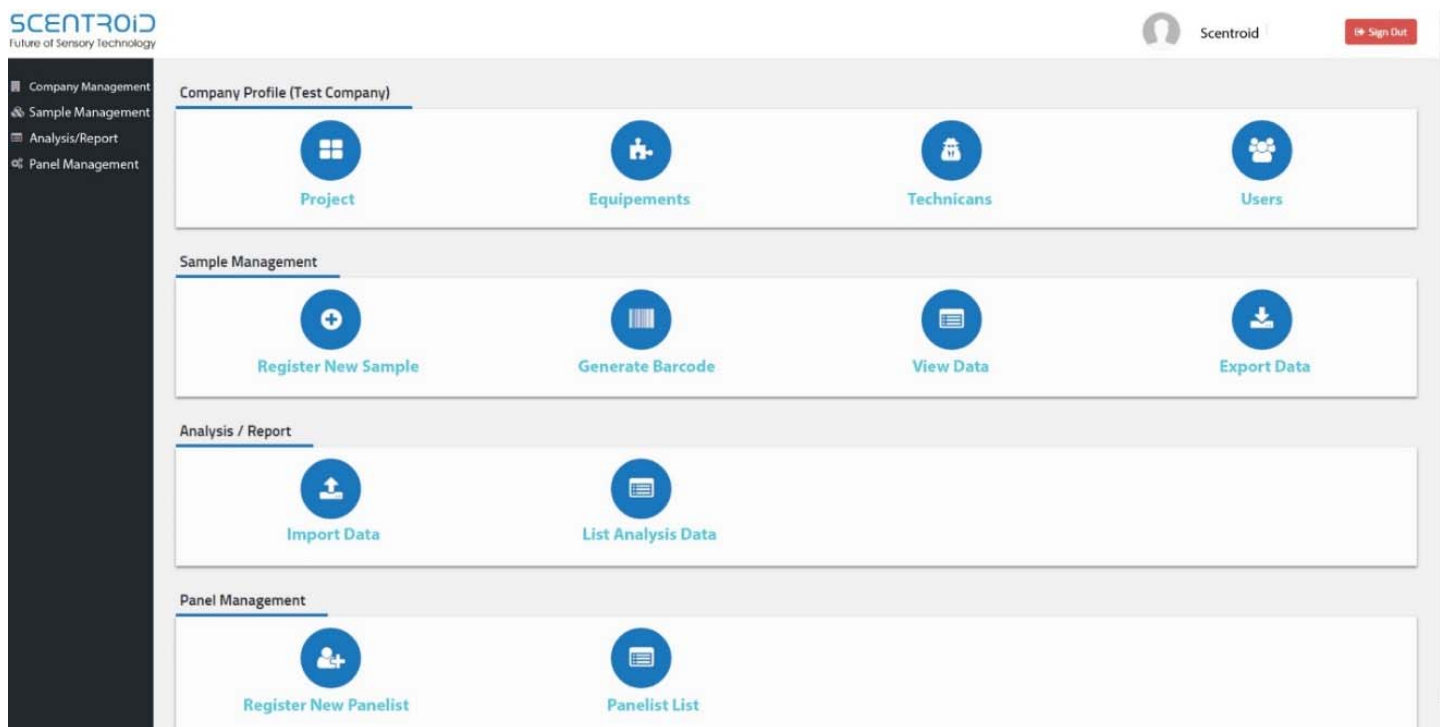 SCENTROID
Future of Sensory Technology
Scentroid
Sign Out
Company Management
Sample Management
Analysis/Report
Panel Management
Company Profile (Test Company)
Project
Equipements
Technicans
Users
Sample Management
Register New Sample
Generate Barcode
View Data
Export Data
Analysis / Report
Import Data
List Analysis Data
Panel Management
Register New Panelist
Panelist List